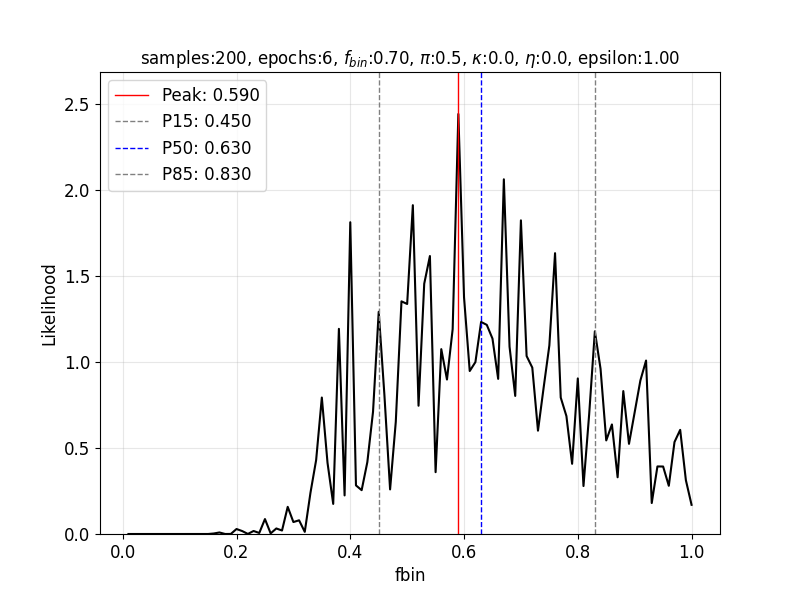 samples:200, epochs:6, f_bin:0.70, π:0.5, κ:0.0, η:0.0, epsilon:1.00
Peak: 0.590
P15: 0.450
P50: 0.630
P85: 0.830
Likelihood
2.5
2.0
1.5
1.0
0.5
0.0
0.0 0.2 0.4 0.6 0.8 1.0
fbin